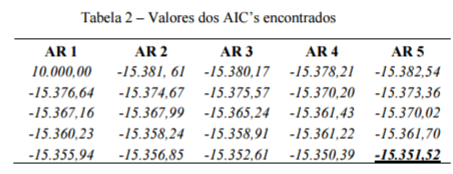 Tabela 2 – Valores dos AIC's encontrados
AR 1 AR 2 AR 3 AR 4 AR 5
10.000,00 -15.381, 61 -15.380,17 -15.378,21 -15.382,54
-15.376,64 -15.374,67 -15.375,57 -15.370,20 -15.373,36
-15.367,16 -15.367,99 -15.365,24 -15.361,43 -15.370,02
-15.360,23 -15.358,24 -15.358,91 -15.361,22 -15.361,70
-15.355,94 -15.356,85 -15.352,61 -15.350,39 -15.351,52